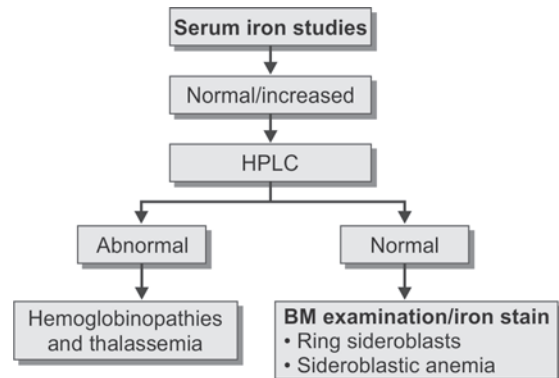 Serum iron studies
Normal/increased
HPLC
Abnormal
Normal
Hemoglobinopathies
and thalassemia
BM examination/iron stain
• Ring sideroblasts
• Sideroblastic anemia